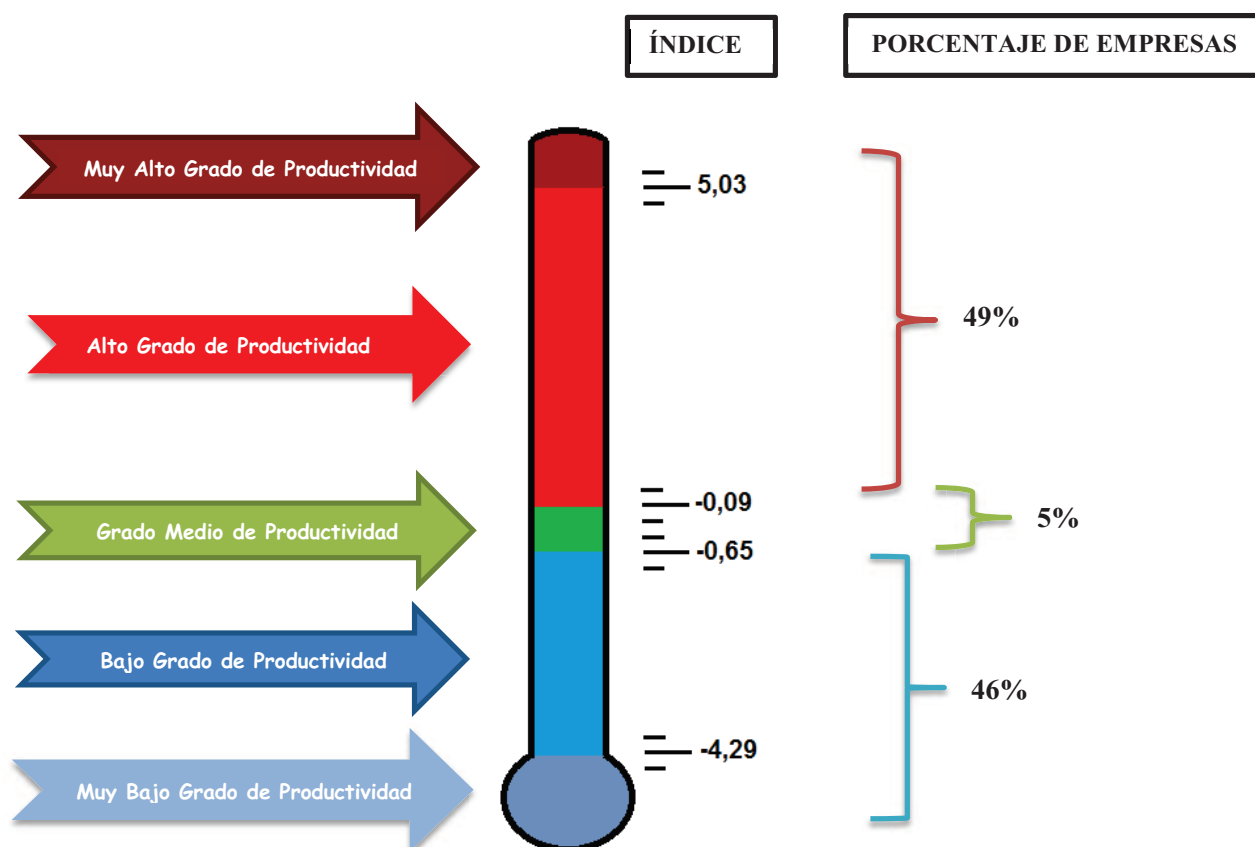 ÍNDICE
PORCENTAJE DE EMPRESAS
Muy Alto Grado de Productividad
5,03
Alto Grado de Productividad
49%
-0,09
Grado Medio de Productividad
5%
-0,65
Bajo Grado de Productividad
46%
-4,29
Muy Bajo Grado de Productividad